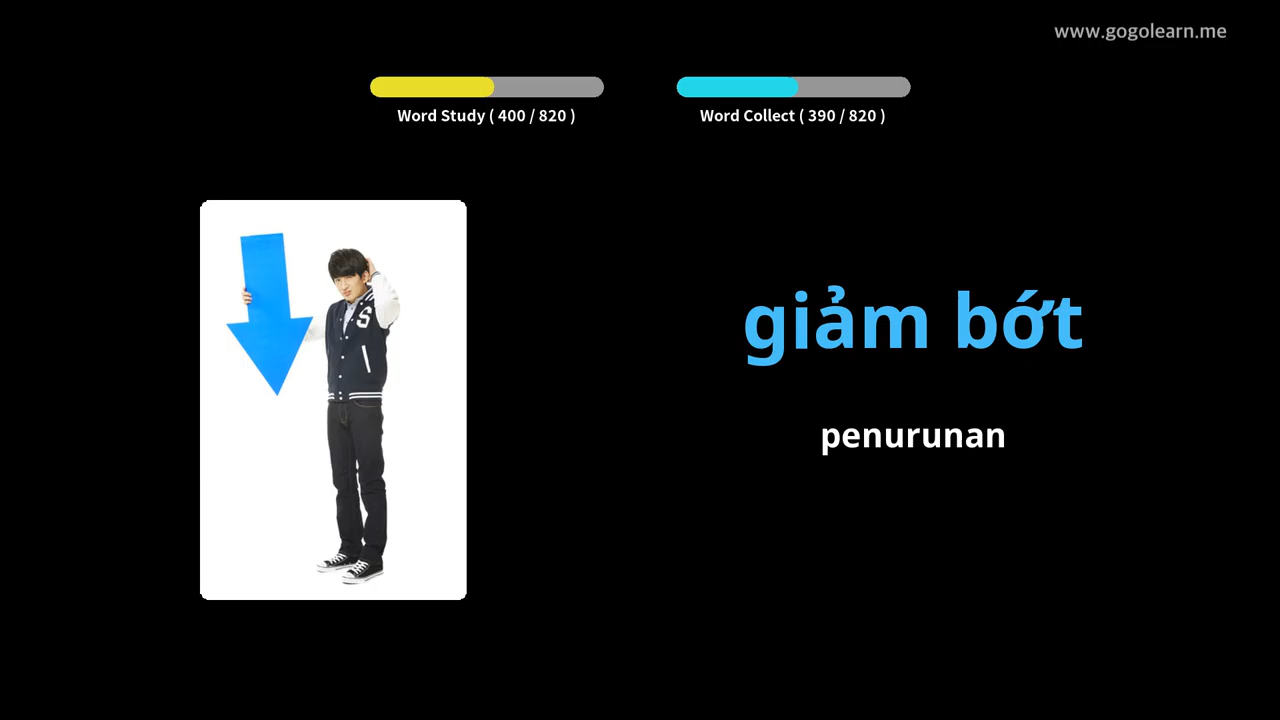 www.gogolearn.me
Word Study ( 400 / 820 )
Word Collect ( 390 / 820 )
S
giảm bớt
penurunan